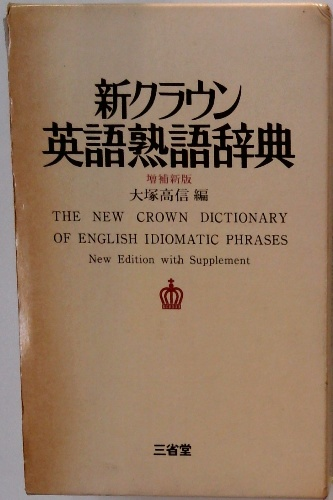 新クラウン
英語熟語辞典
増補新版
大塚高信 編
THE NEW CROWN DICTIONARY
OF ENGLISH IDIOMATIC PHRASES
New Edition with Supplement
三省堂